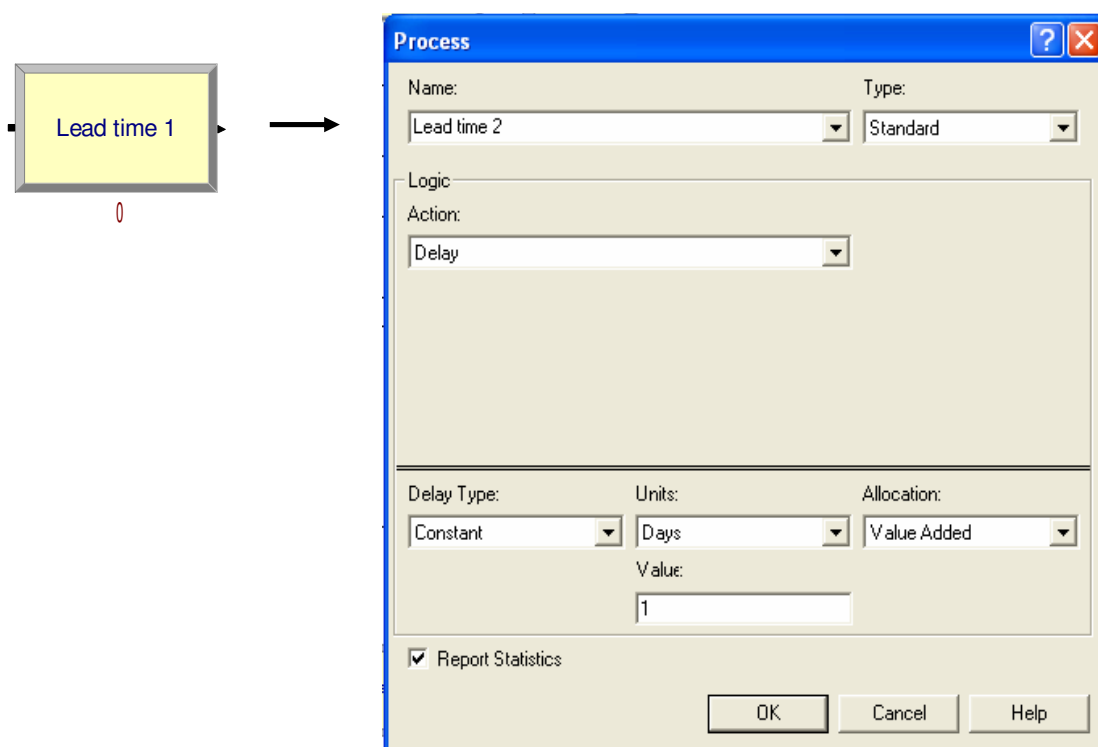 Lead time 1
0
Process
Name:
Type:
Lead time 2
Standard
Logic
Action:
Delay
Delay Type:
Units:
Allocation:
Constant
Days
Value Added
Value:
1
Report Statistics
OK
Cancel
Help